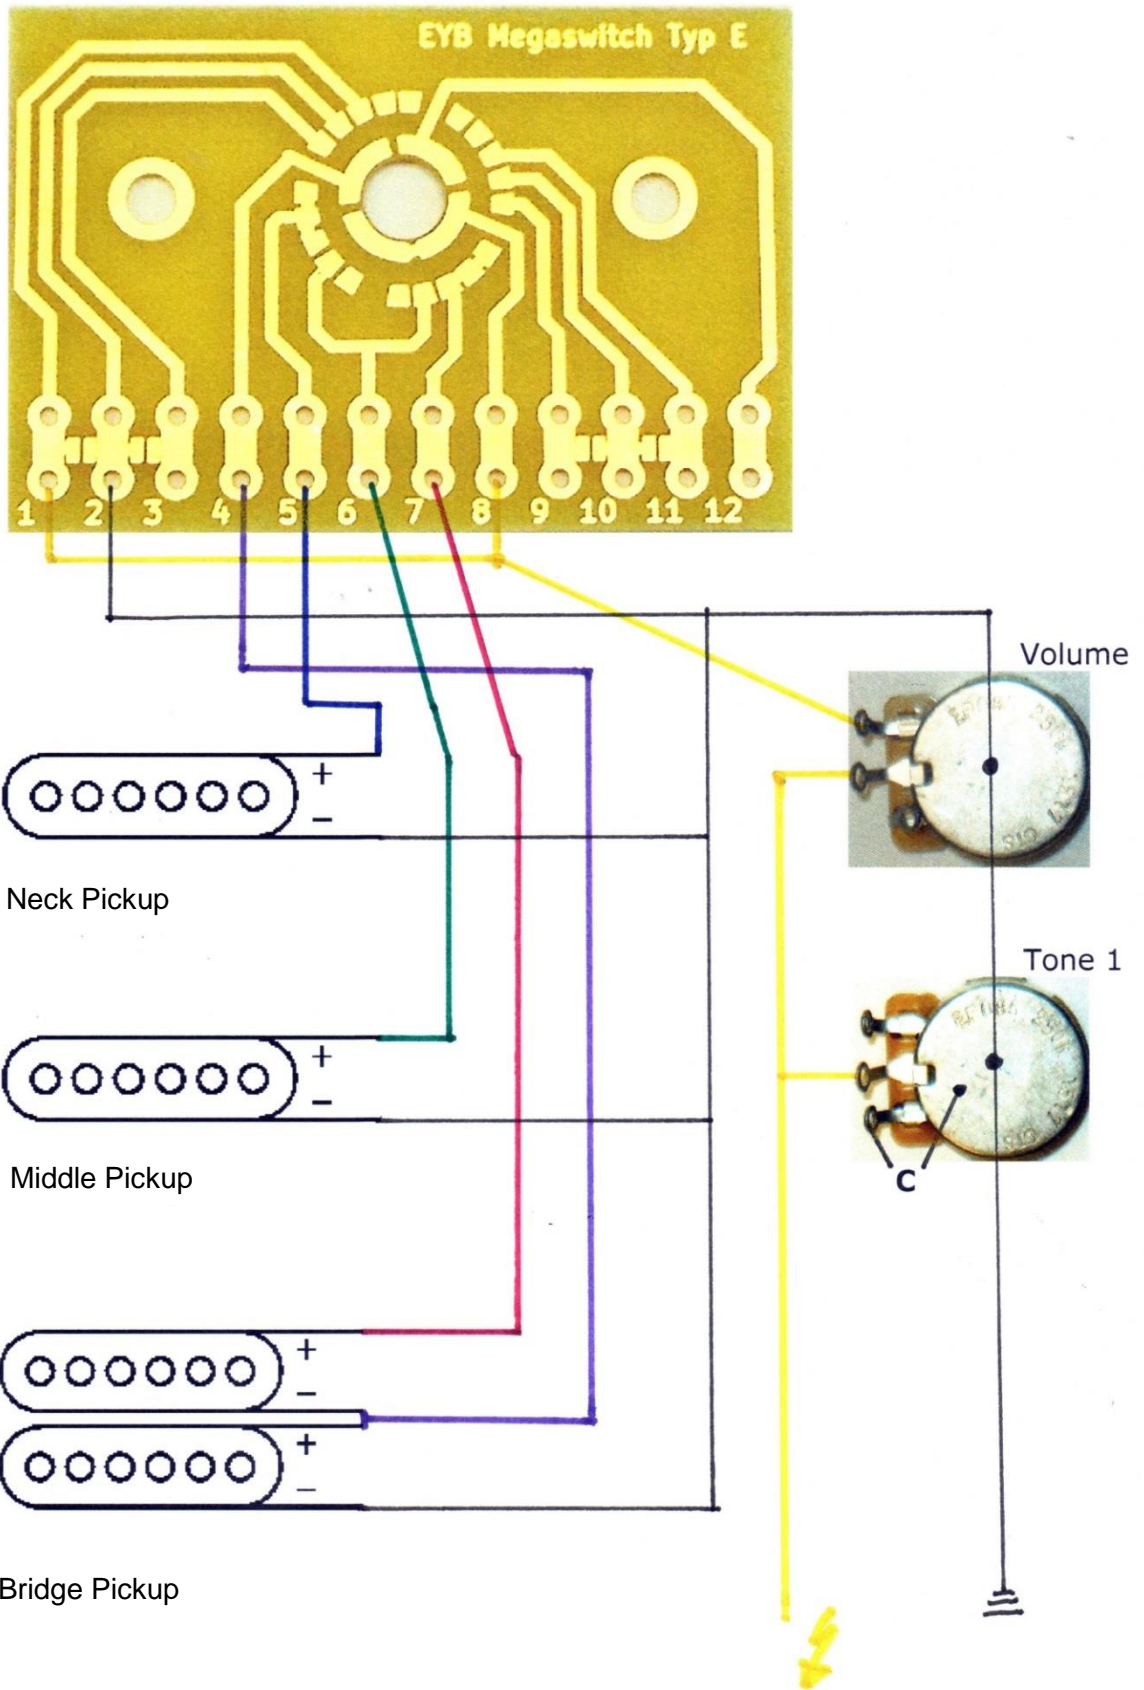 EYB Megaswitch Typ E
1 2 3 4 5 6 7 8 9 10 11 12
Volume
+
−
Neck Pickup
Tone 1
+
−
C
Middle Pickup
+
−
+
−
Bridge Pickup